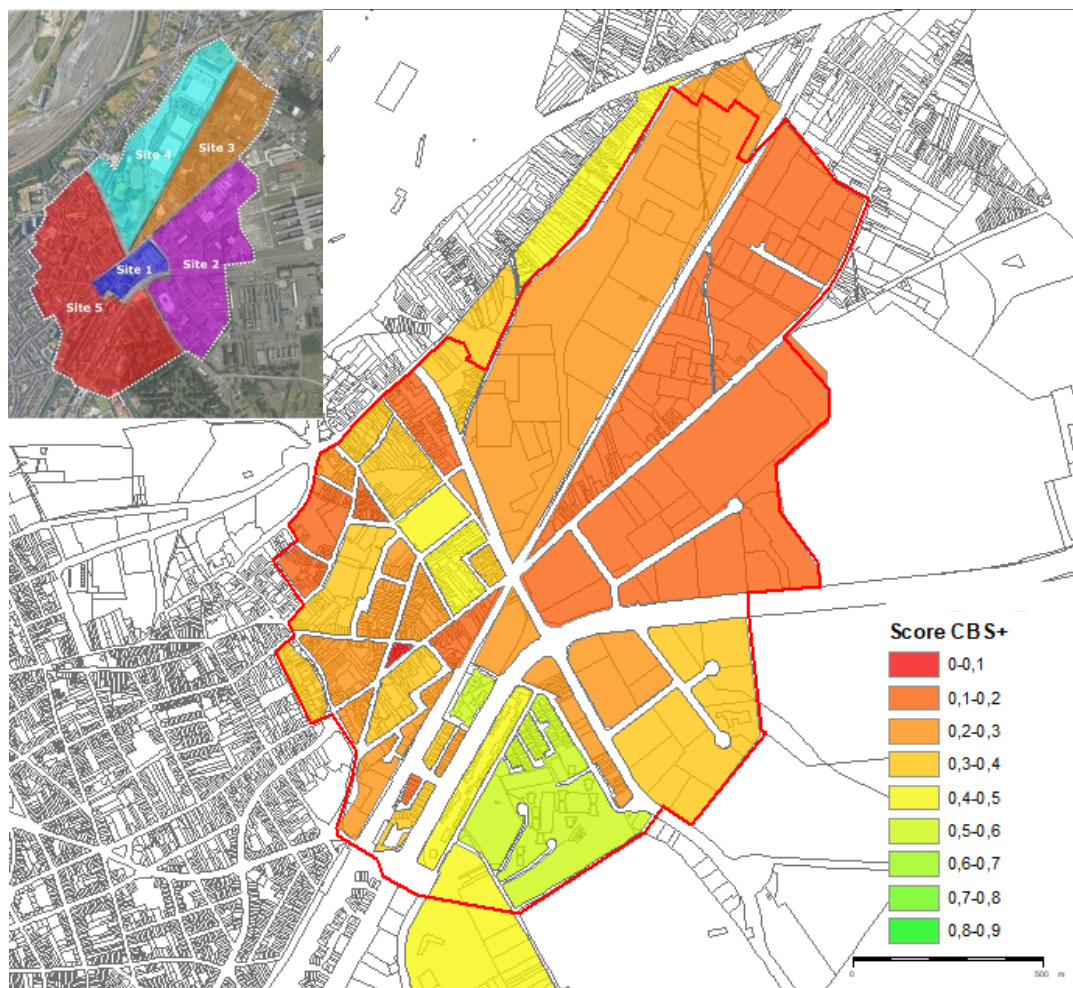 Site 4
Site 3
Site 1
Site 2
Site 5
Score CBS+
0-0,1
0,1-0,2
0,2-0,3
0,3-0,4
0,4-0,5
0,5-0,6
0,6-0,7
0,7-0,8
0,8-0,9
0 500 m